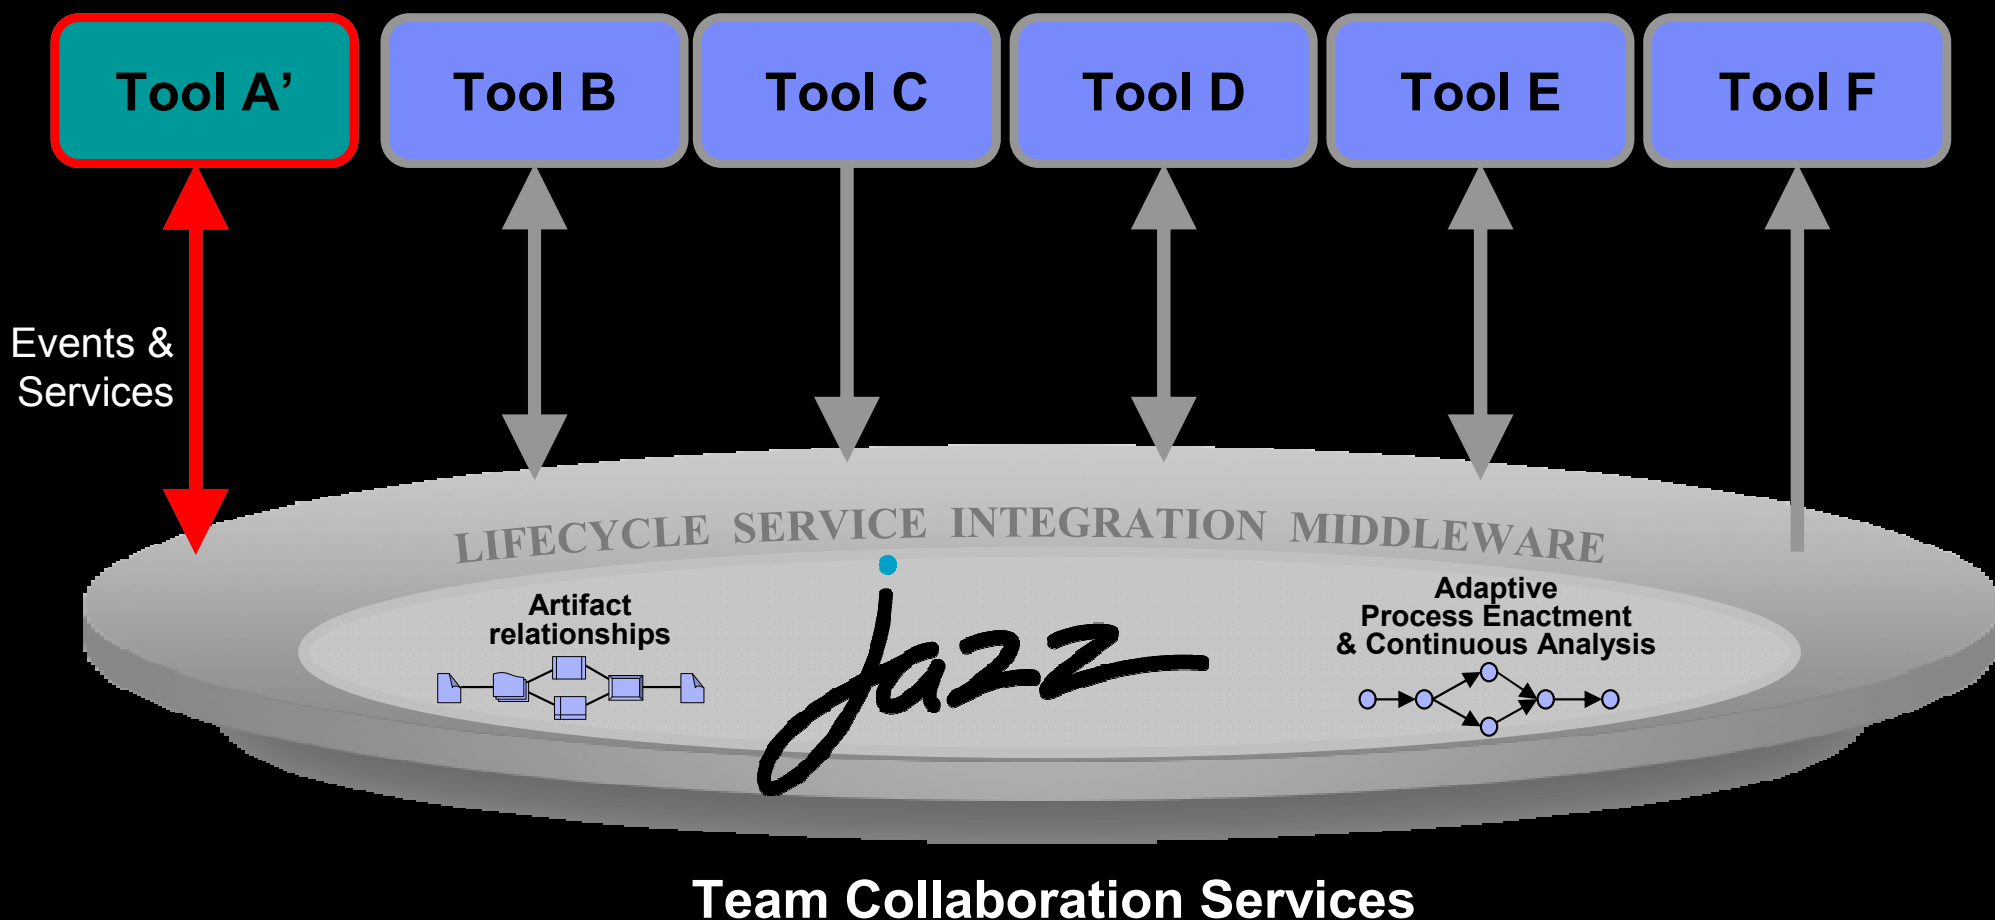 Tool A’
Tool B
Tool C
Tool D
Tool E
Tool F
Events &
Services
LIFECYCLE SERVICE INTEGRATION MIDDLEWARE
Artifact
relationships
jazz
Adaptive
Process Enactment
& Continuous Analysis
Team Collaboration Services